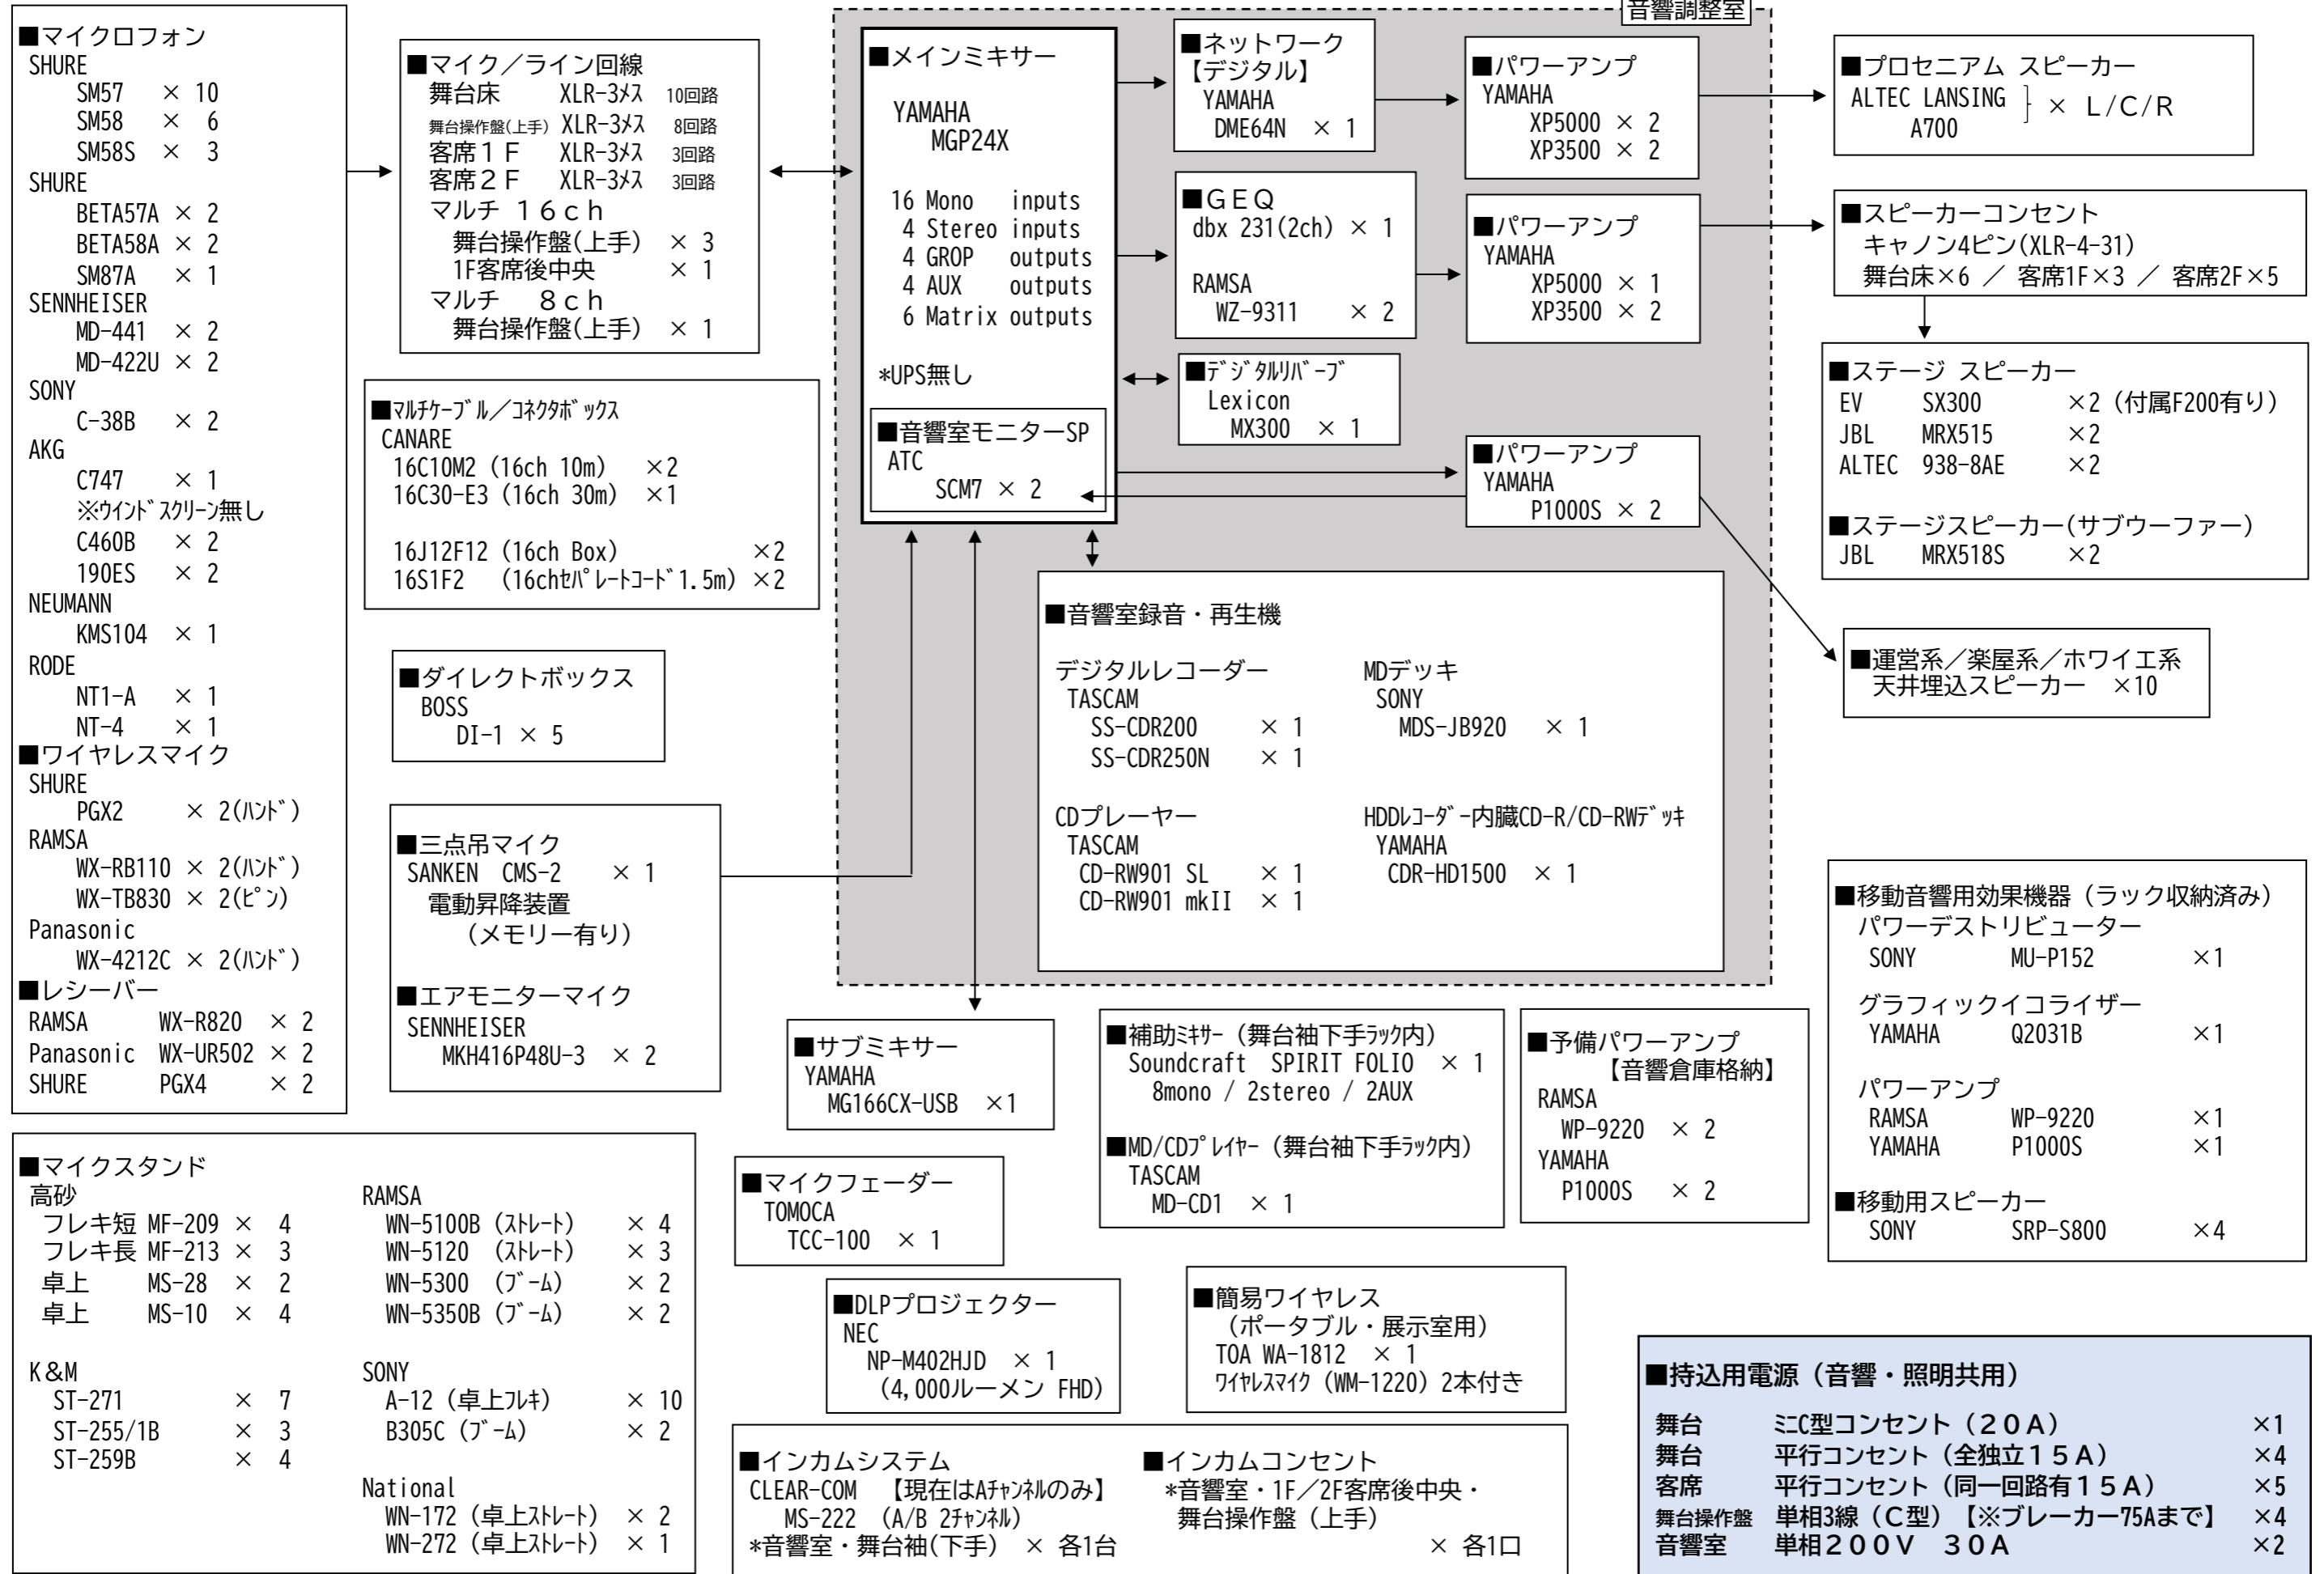 ■マイクロフォン
SHURE
SM57 × 10
SM58 × 6
SM58S × 3
SHURE
BETA57A × 2
BETA58A × 2
SM87A × 1
SENNHEISER
MD-441 × 2
MD-422U × 2
SONY
C-38B × 2
AKG
C747 × 1
※ウインドスクリーン無し
C460B × 2
190ES × 2
NEUMANN
KMS104 × 1
RODE
NT1-A × 1
NT-4 × 1
■ワイヤレスマイク
SHURE
PGX2 × 2(ハンド)
RAMSA
WX-RB110 × 2(ハンド)
WX-TB830 × 2(ピン)
Panasonic
WX-4212C × 2(ハンド)
■レシーバー
RAMSA WX-R820 × 2
Panasonic WX-UR502 × 2
SHURE PGX4 × 2
■マイク／ライン回線
舞台床 XLR-3メス 10回路
舞台操作盤(上手) XLR-3メス 8回路
客席１Ｆ XLR-3メス 3回路
客席２Ｆ XLR-3メス 3回路
マルチ １６ｃｈ
舞台操作盤(上手) × 3
1F客席後中央 × 1
マルチ ８ｃｈ
舞台操作盤(上手) × 1
■マルチケーブル／コネクタボックス
CANARE
16C10M2 (16ch 10m) ×2
16C30-E3 (16ch 30m) ×1
16J12F12 (16ch Box) ×2
16S1F2 (16chセパレートコード1.5m) ×2
■ダイレクトボックス
BOSS
DI-1 × 5
■三点吊マイク
SANKEN CMS-2 × 1
電動昇降装置
（メモリー有り）
■エアモニターマイク
SENNHEISER
MKH416P48U-3 × 2
音響調整室
■メインミキサー
YAMAHA
MGP24X
16 Mono inputs
4 Stereo inputs
4 GROP outputs
4 AUX outputs
6 Matrix outputs
*UPS無し
■音響室モニターSP
ATC
SCM7 × 2
■ネットワーク
【デジタル】
YAMAHA
DME64N × 1
■ＧＥＱ
dbx 231(2ch) × 1
RAMSA
WZ-9311 × 2
■デジタルリバーブ
Lexicon
MX300 × 1
■パワーアンプ
YAMAHA
XP5000 × 2
XP3500 × 2
■パワーアンプ
YAMAHA
XP5000 × 1
XP3500 × 2
■パワーアンプ
YAMAHA
P1000S × 2
■音響室録音・再生機
デジタルレコーダー
TASCAM
SS-CDR200 × 1
SS-CDR250N × 1
MDデッキ
SONY
MDS-JB920 × 1
CDプレーヤー
TASCAM
CD-RW901 SL × 1
CD-RW901 mkII × 1
HDDレコーダー内臓CD-R/CD-RWデッキ
YAMAHA
CDR-HD1500 × 1
■プロセニアム スピーカー
ALTEC LANSING
A700
} × Ｌ/Ｃ/Ｒ
■スピーカーコンセント
キャノン4ピン(XLR-4-31)
舞台床×6 ／ 客席1F×3 ／ 客席2F×5
■ステージ スピーカー
EV SX300 ×2 (付属F200有り)
JBL MRX515 ×2
ALTEC 938-8AE ×2
■ステージスピーカー(サブウーファー)
JBL MRX518S ×2
■運営系／楽屋系／ホワイエ系
天井埋込スピーカー ×10
■移動音響用効果機器（ラック収納済み）
パワーデストリビューター
SONY MU-P152 ×1
グラフィックイコライザー
YAMAHA Q2031B ×1
パワーアンプ
RAMSA WP-9220 ×1
YAMAHA P1000S ×1
■移動用スピーカー
SONY SRP-S800 ×4
■サブミキサー
YAMAHA
MG166CX-USB ×1
■補助ミキサー（舞台袖下手ラック内）
Soundcraft SPIRIT FOLIO × 1
8mono / 2stereo / 2AUX
■MD/CDプレイヤー（舞台袖下手ラック内）
TASCAM
MD-CD1 × 1
■予備パワーアンプ
【音響倉庫格納】
RAMSA
WP-9220 × 2
YAMAHA
P1000S × 2
■マイクスタンド
高砂
フレキ短 MF-209 × 4
フレキ長 MF-213 × 3
卓上 MS-28 × 2
卓上 MS-10 × 4
K＆M
ST-271 × 7
ST-255/1B × 3
ST-259B × 4
RAMSA
WN-5100B (ストレート) × 4
WN-5120 (ストレート) × 3
WN-5300 (ブーム) × 2
WN-5350B (ブーム) × 2
SONY
A-12 (卓上フレキ) × 10
B305C (ブーム) × 2
National
WN-172 (卓上ストレート) × 2
WN-272 (卓上ストレート) × 1
■マイクフェーダー
TOMOCA
TCC-100 × 1
■DLPプロジェクター
NEC
NP-M402HJD × 1
(4,000ルーメン FHD)
■簡易ワイヤレス
（ポータブル・展示室用）
TOA WA-1812 × 1
ワイヤレスマイク（WM-1220）2本付き
■インカムシステム
CLEAR-COM 【現在はAチャンネルのみ】
MS-222 (A/B 2チャンネル)
*音響室・舞台袖(下手) × 各1台
■インカムコンセント
*音響室・1F／2F客席後中央・
舞台操作盤（上手）
× 各1口
■持込用電源（音響・照明共用）
舞台 ミニC型コンセント（２０Ａ） ×1
舞台 平行コンセント（全独立１５Ａ） ×4
客席 平行コンセント（同一回路有１５Ａ） ×5
舞台操作盤 単相3線（Ｃ型）【※ブレーカー75Aまで】 ×4
音響室 単相２００Ｖ ３０Ａ ×2